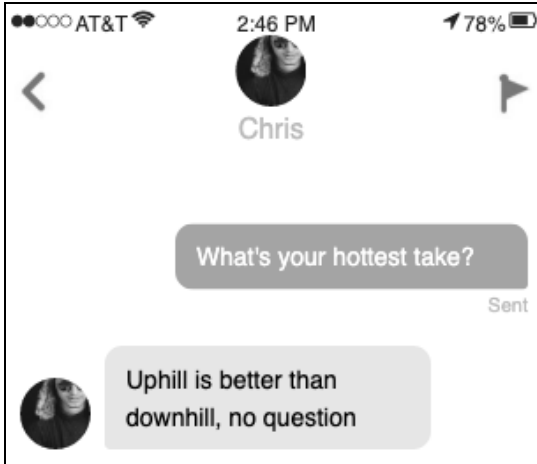 AT&T 2:46 PM 78%
Chris
What's your hottest take?
Sent
Uphill is better than
downhill, no question